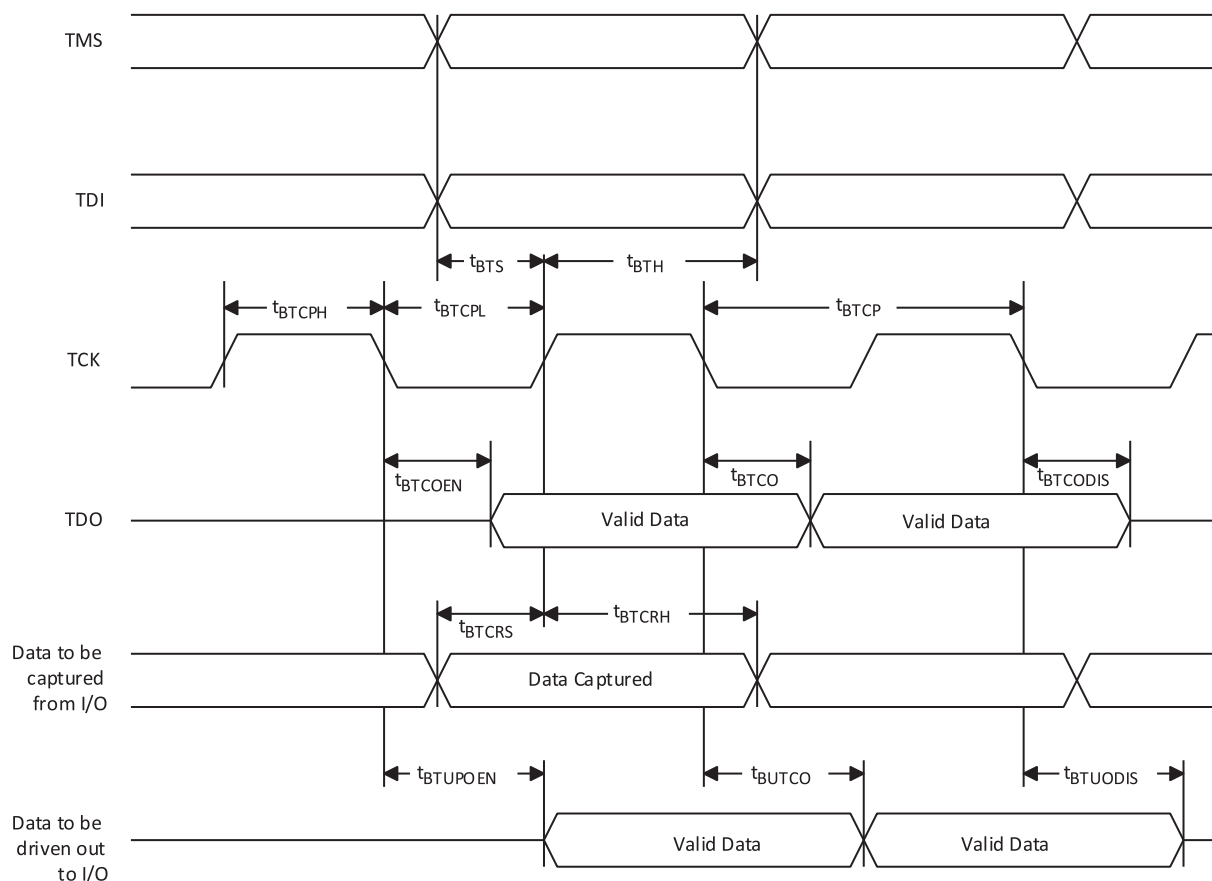 TMS
TDI
tBTS
tBTH
tBTCPH
tBTCPL
tBTCP
TCK
tBTCOEN
tBTCO
tBTCODIS
TDO
Valid Data
Valid Data
tBTCRS
tBTCRH
Data to be
captured
from I/O
Data Captured
tBTUPOEN
tBUTCO
tBTUODIS
Data to be
driven out
to I/O
Valid Data
Valid Data